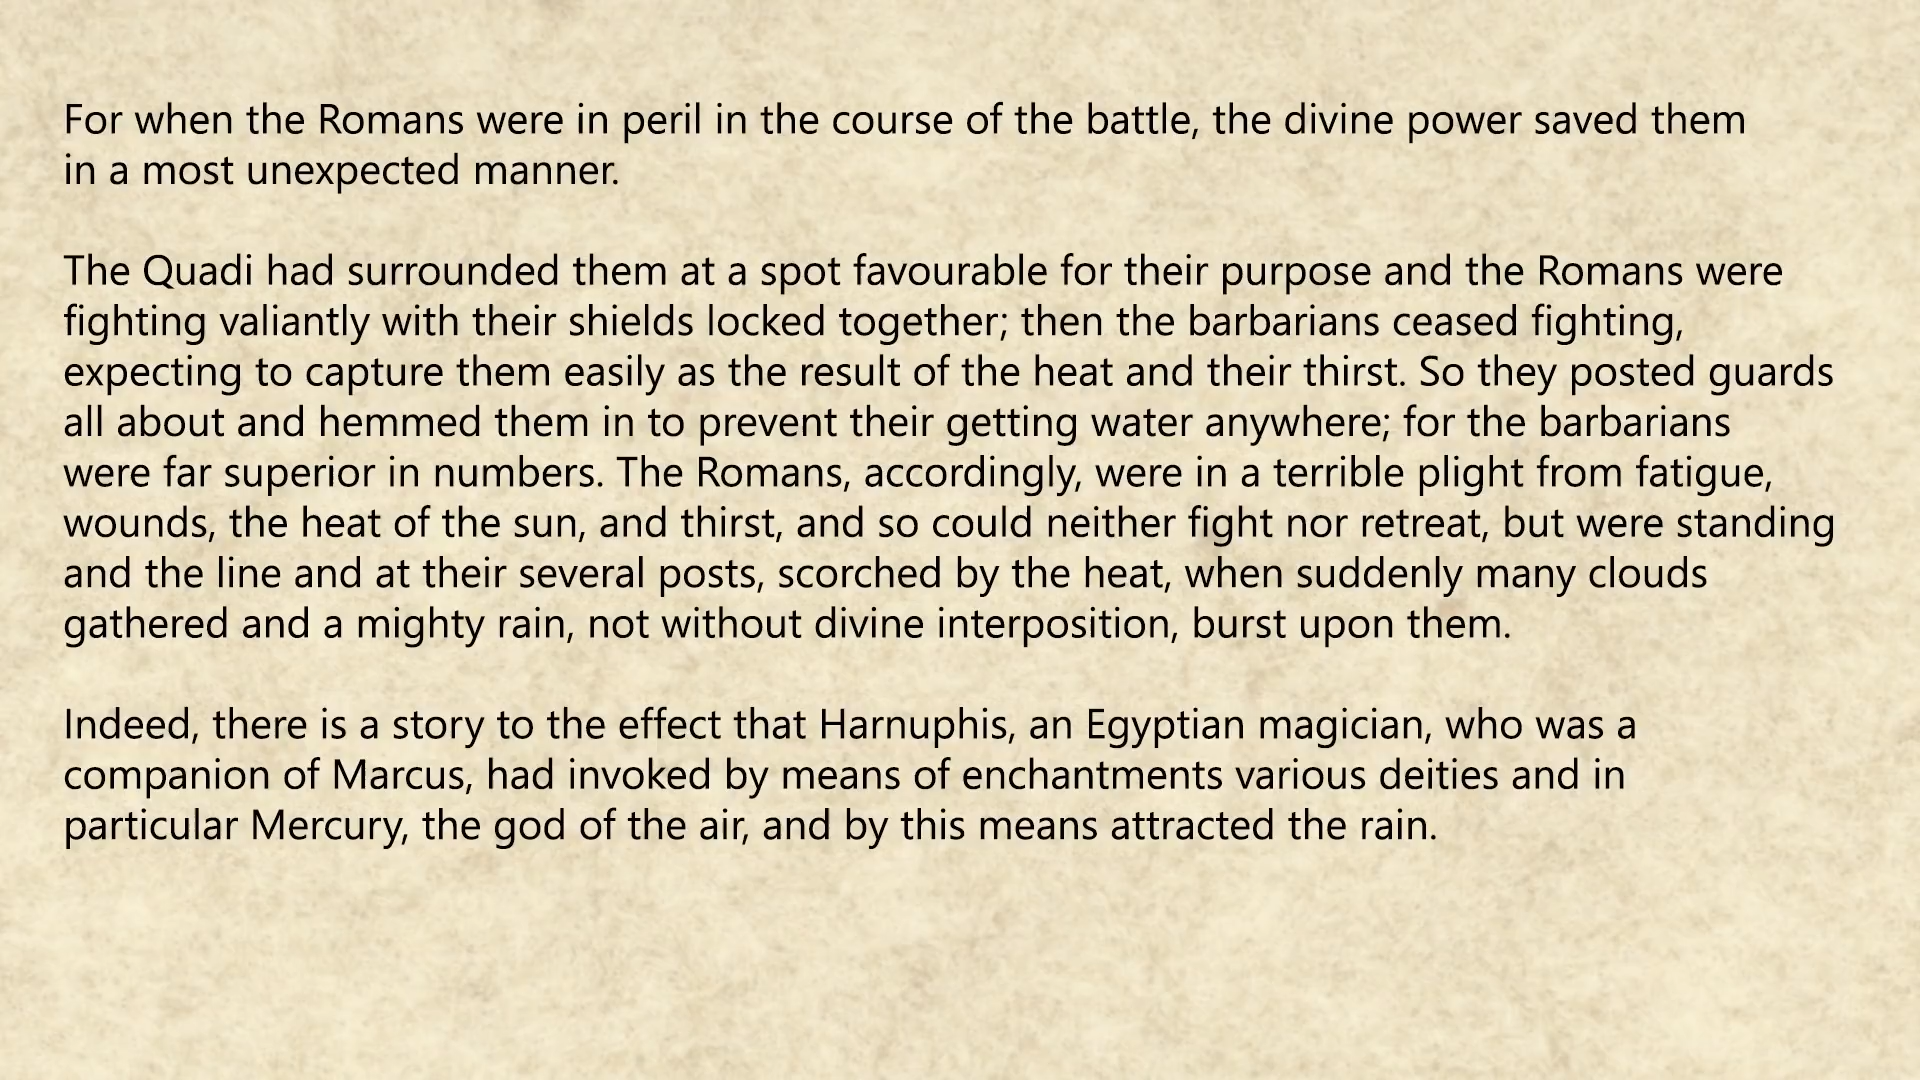 For when the Romans were in peril in the course of the battle, the divine power saved them
in a most unexpected manner.
The Quadi had surrounded them at a spot favourable for their purpose and the Romans were
fighting valiantly with their shields locked together; then the barbarians ceased fighting,
expecting to capture them easily as the result of the heat and their thirst. So they posted guards
all about and hemmed them in to prevent their getting water anywhere; for the barbarians
were far superior in numbers. The Romans, accordingly, were in a terrible plight from fatigue,
wounds, the heat of the sun, and thirst, and so could neither fight nor retreat, but were standing
and the line and at their several posts, scorched by the heat, when suddenly many clouds
gathered and a mighty rain, not without divine interposition, burst upon them.
Indeed, there is a story to the effect that Harnuphis, an Egyptian magician, who was a
companion of Marcus, had invoked by means of enchantments various deities and in
particular Mercury, the god of the air, and by this means attracted the rain.